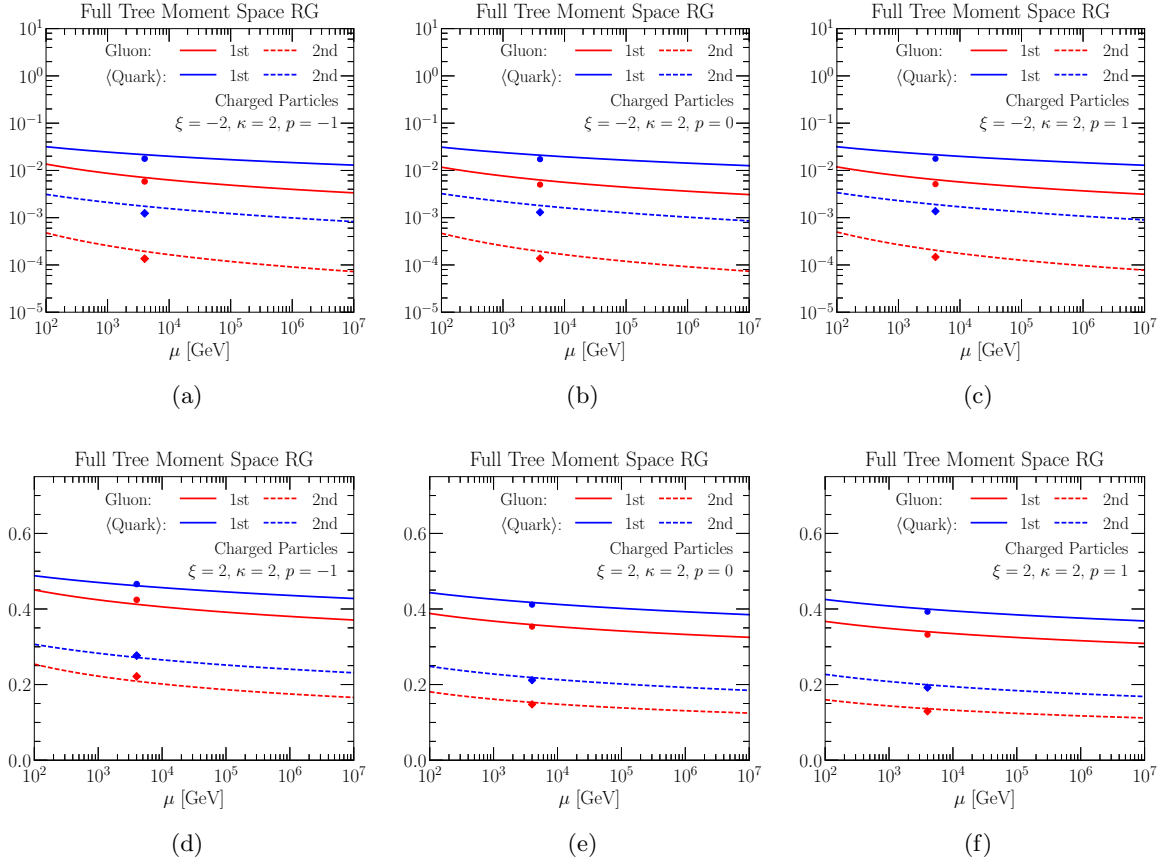 Full Tree Moment Space RG
10^1
10^0
10^-1
10^-2
10^-3
10^-4
10^-5
Gluon: 1st 2nd
⟨Quark⟩: 1st 2nd
Charged Particles
ξ = −2, κ = 2, p = −1
10^2 10^3 10^4 10^5 10^6 10^7
μ [GeV]
(a)
Full Tree Moment Space RG
10^1
10^0
10^-1
10^-2
10^-3
10^-4
10^-5
Gluon: 1st 2nd
⟨Quark⟩: 1st 2nd
Charged Particles
ξ = −2, κ = 2, p = 0
10^2 10^3 10^4 10^5 10^6 10^7
μ [GeV]
(b)
Full Tree Moment Space RG
10^1
10^0
10^-1
10^-2
10^-3
10^-4
10^-5
Gluon: 1st 2nd
⟨Quark⟩: 1st 2nd
Charged Particles
ξ = −2, κ = 2, p = 1
10^2 10^3 10^4 10^5 10^6 10^7
μ [GeV]
(c)
Full Tree Moment Space RG
0.6
0.4
0.2
0.0
Gluon: 1st 2nd
⟨Quark⟩: 1st 2nd
Charged Particles
ξ = 2, κ = 2, p = −1
10^2 10^3 10^4 10^5 10^6 10^7
μ [GeV]
(d)
Full Tree Moment Space RG
0.6
0.4
0.2
0.0
Gluon: 1st 2nd
⟨Quark⟩: 1st 2nd
Charged Particles
ξ = 2, κ = 2, p = 0
10^2 10^3 10^4 10^5 10^6 10^7
μ [GeV]
(e)
Full Tree Moment Space RG
0.6
0.4
0.2
0.0
Gluon: 1st 2nd
⟨Quark⟩: 1st 2nd
Charged Particles
ξ = 2, κ = 2, p = 1
10^2 10^3 10^4 10^5 10^6 10^7
μ [GeV]
(f)